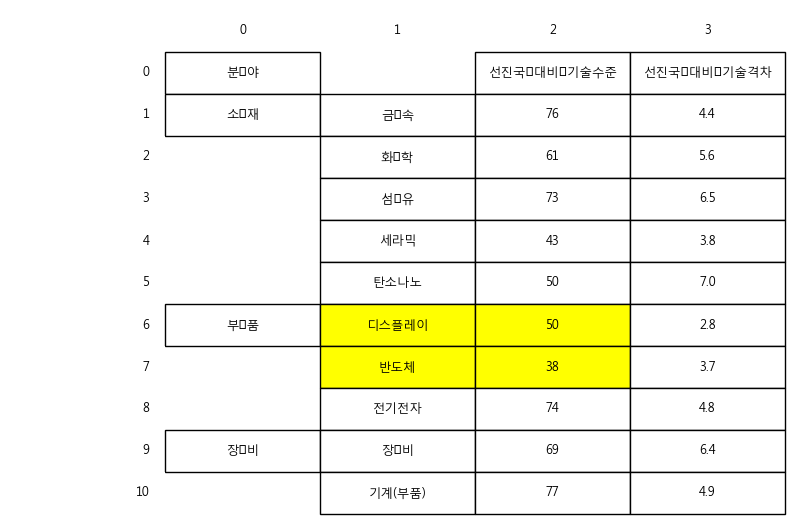 0 1 2 3
0 분▯야 선진국▯대비▯기술수준 선진국▯대비▯기술격차
1 소▯재 금▯속 76 4.4
2 화▯학 61 5.6
3 섬▯유 73 6.5
4 세라믹 43 3.8
5 탄소나노 50 7.0
6 부▯품 디스플레이 50 2.8
7 반도체 38 3.7
8 전기전자 74 4.8
9 장▯비 장▯비 69 6.4
10 기계(부품) 77 4.9